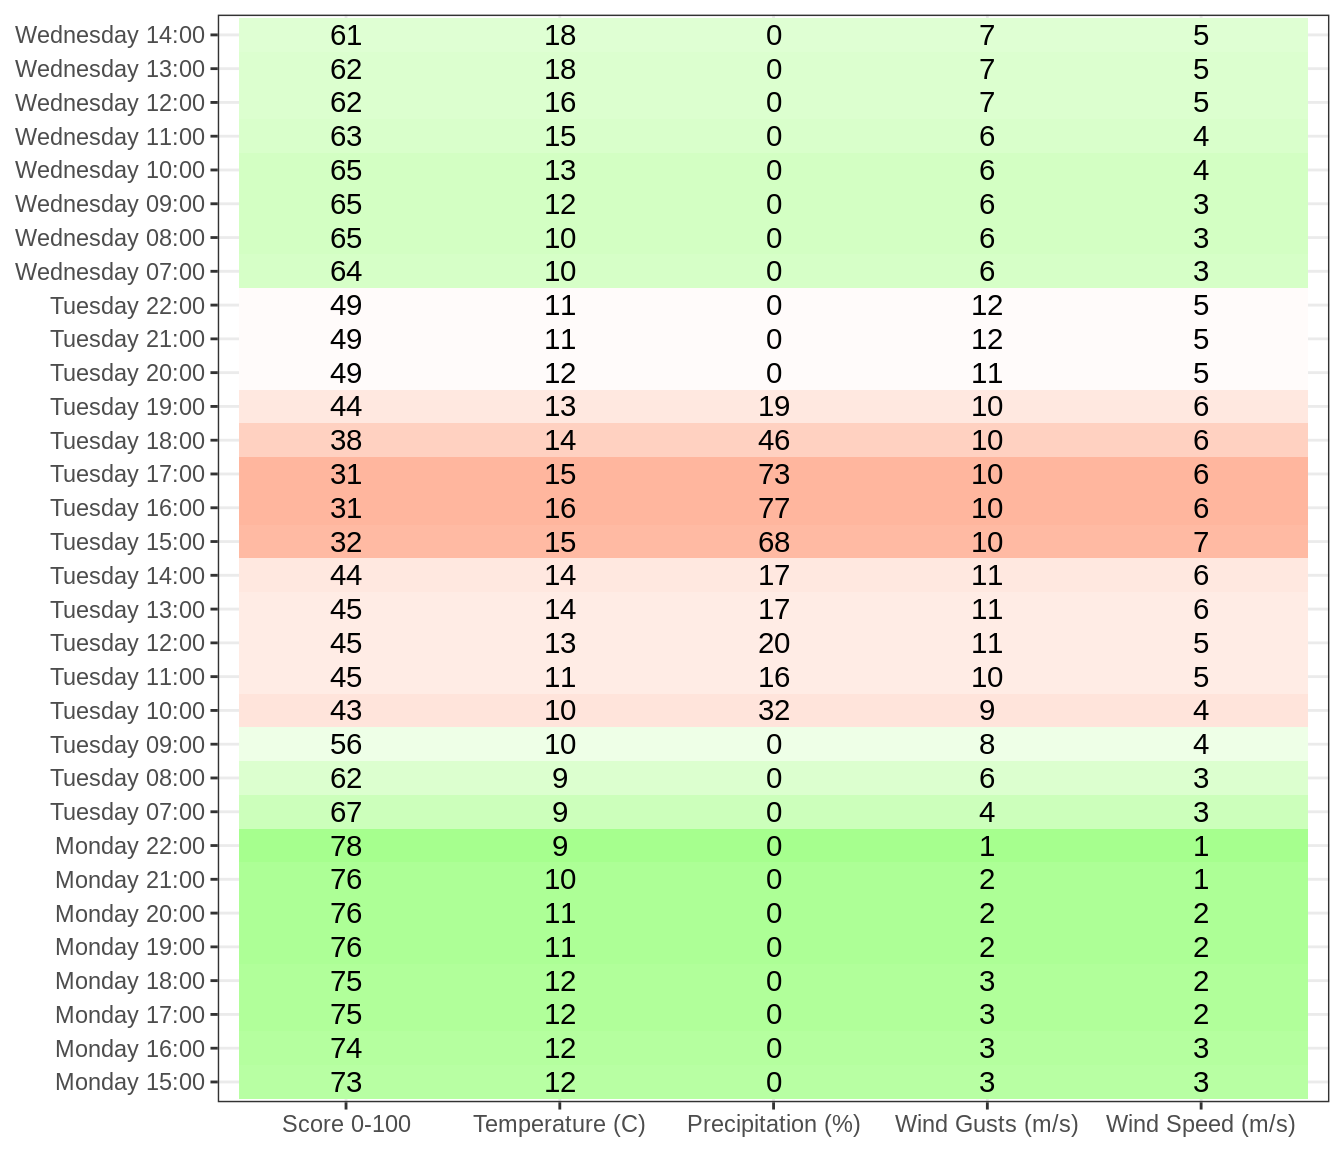 Wednesday 14:00 61 18 0 7 5
Wednesday 13:00 62 18 0 7 5
Wednesday 12:00 62 16 0 7 5
Wednesday 11:00 63 15 0 6 4
Wednesday 10:00 65 13 0 6 4
Wednesday 09:00 65 12 0 6 3
Wednesday 08:00 65 10 0 6 3
Wednesday 07:00 64 10 0 6 3
Tuesday 22:00 49 11 0 12 5
Tuesday 21:00 49 11 0 12 5
Tuesday 20:00 49 12 0 11 5
Tuesday 19:00 44 13 19 10 6
Tuesday 18:00 38 14 46 10 6
Tuesday 17:00 31 15 73 10 6
Tuesday 16:00 31 16 77 10 6
Tuesday 15:00 32 15 68 10 7
Tuesday 14:00 44 14 17 11 6
Tuesday 13:00 45 14 17 11 6
Tuesday 12:00 45 13 20 11 5
Tuesday 11:00 45 11 16 10 5
Tuesday 10:00 43 10 32 9 4
Tuesday 09:00 56 10 0 8 4
Tuesday 08:00 62 9 0 6 3
Tuesday 07:00 67 9 0 4 3
Monday 22:00 78 9 0 1 1
Monday 21:00 76 10 0 2 1
Monday 20:00 76 11 0 2 2
Monday 19:00 76 11 0 2 2
Monday 18:00 75 12 0 3 2
Monday 17:00 75 12 0 3 2
Monday 16:00 74 12 0 3 3
Monday 15:00 73 12 0 3 3
Score 0-100 Temperature (C) Precipitation (%) Wind Gusts (m/s) Wind Speed (m/s)